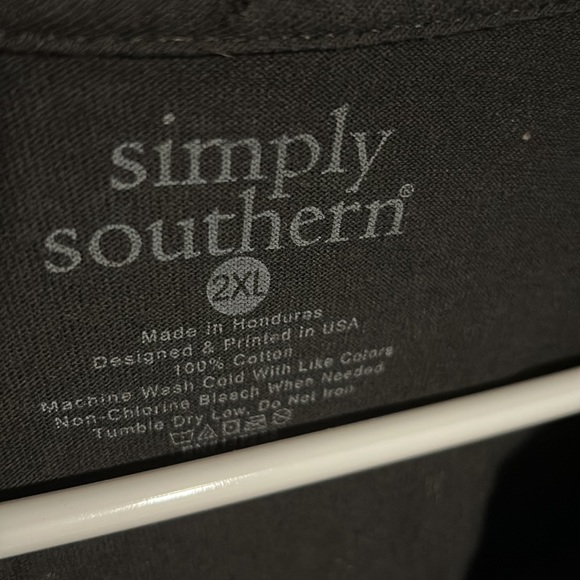 simply
southern®
2XL
Made in Honduras
Designed & Printed in USA
100% Cotton
Machine Wash Cold With Like Colors
Non-Chlorine Bleach When Needed
Tumble Dry Low, Do Not Iron